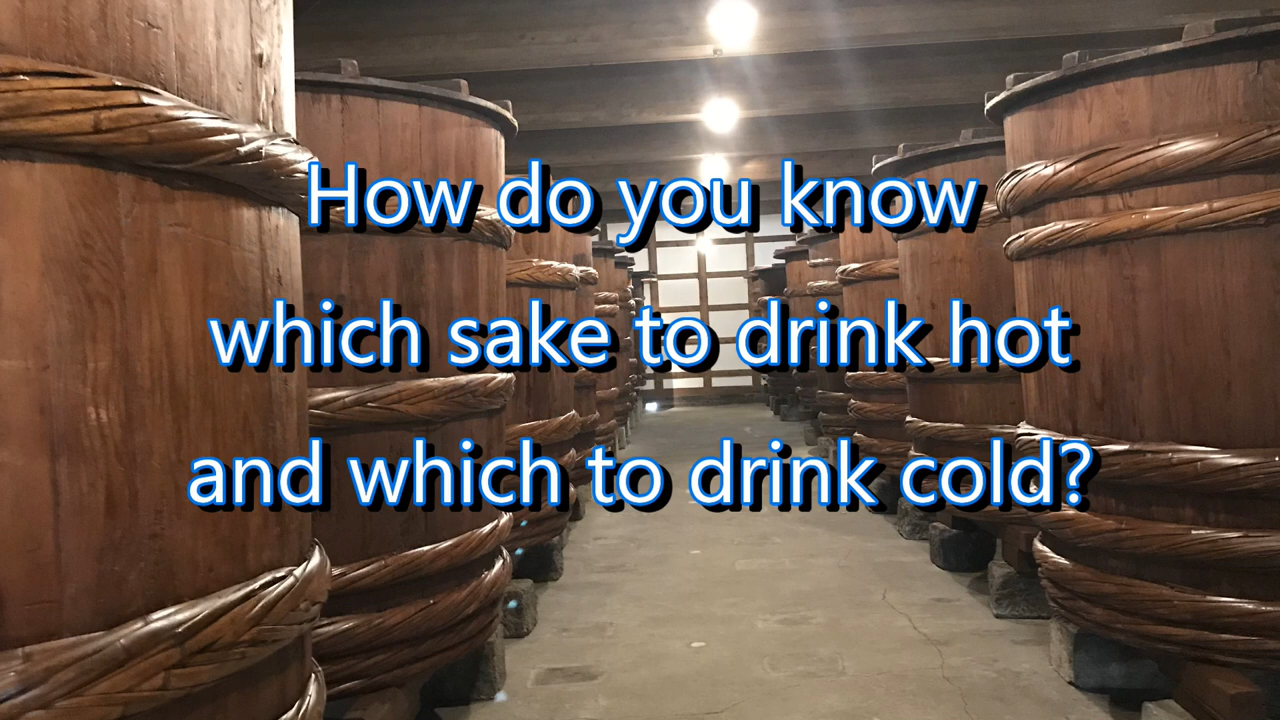 How do you know
which sake to drink hot
and which to drink cold?